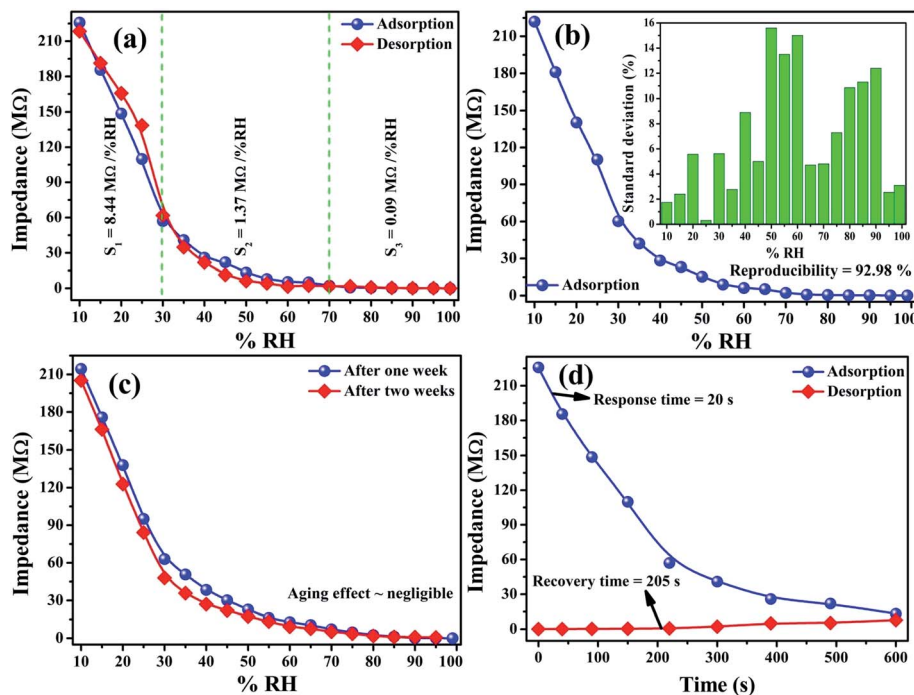 (a)
Adsorption
Desorption
Impedance (MΩ)
210
180
150
120
90
60
30
0
S₁ = 8.44 MΩ /%RH
S₂ = 1.37 MΩ /%RH
S₃ = 0.09 MΩ /%RH
10 20 30 40 50 60 70 80 90 100
% RH
(b)
Impedance (MΩ)
210
180
150
120
90
60
30
0
Standard deviation (%)
16
14
12
10
8
6
4
2
0
10 20 30 40 50 60 70 80 90 100
% RH
Reproducibility = 92.98 %
Adsorption
10 20 30 40 50 60 70 80 90 100
% RH
(c)
After one week
After two weeks
Impedance (MΩ)
210
180
150
120
90
60
30
0
Aging effect ~ negligible
10 20 30 40 50 60 70 80 90 100
% RH
(d)
Adsorption
Desorption
Impedance (MΩ)
210
180
150
120
90
60
30
0
Response time = 20 s
Recovery time = 205 s
0 100 200 300 400 500 600
Time (s)